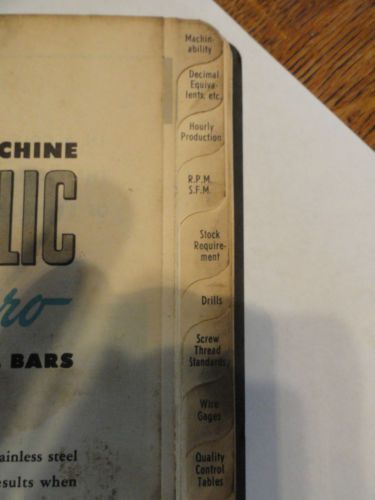 CHINE
LIC
ro
BARS
ainless steel
esults when
Machin-
ability
Decimal
Equiva-
lents, etc.
Hourly
Production
R.P.M.
S.F.M.
Stock
Require-
ment
Drills
Screw
Thread
Standards
Wire
Gages
Quality
Control
Tables